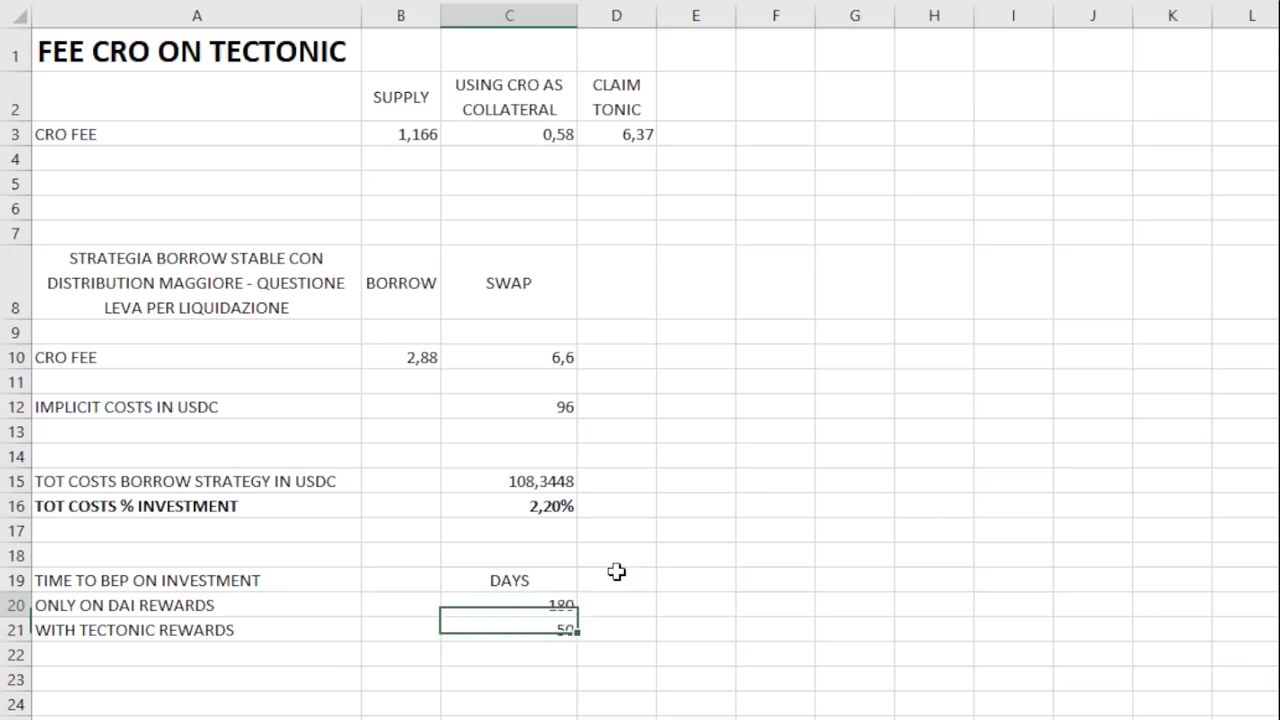 A B C D E F G H I J K L
1 FEE CRO ON TECTONIC
SUPPLY USING CRO AS COLLATERAL CLAIM TONIC
2
3 CRO FEE 1,166 0,58 6,37
4
5
6
7
STRATEGIA BORROW STABLE CON
DISTRIBUTION MAGGIORE - QUESTIONE BORROW SWAP
8 LEVA PER LIQUIDAZIONE
9
10 CRO FEE 2,88 6,6
11
12 IMPLICIT COSTS IN USDC 96
13
14
15 TOT COSTS BORROW STRATEGY IN USDC 108,3448
16 TOT COSTS % INVESTMENT 2,20%
17
18
19 TIME TO BEP ON INVESTMENT DAYS
20 ONLY ON DAI REWARDS 180
21 WITH TECTONIC REWARDS 50
22
23
24